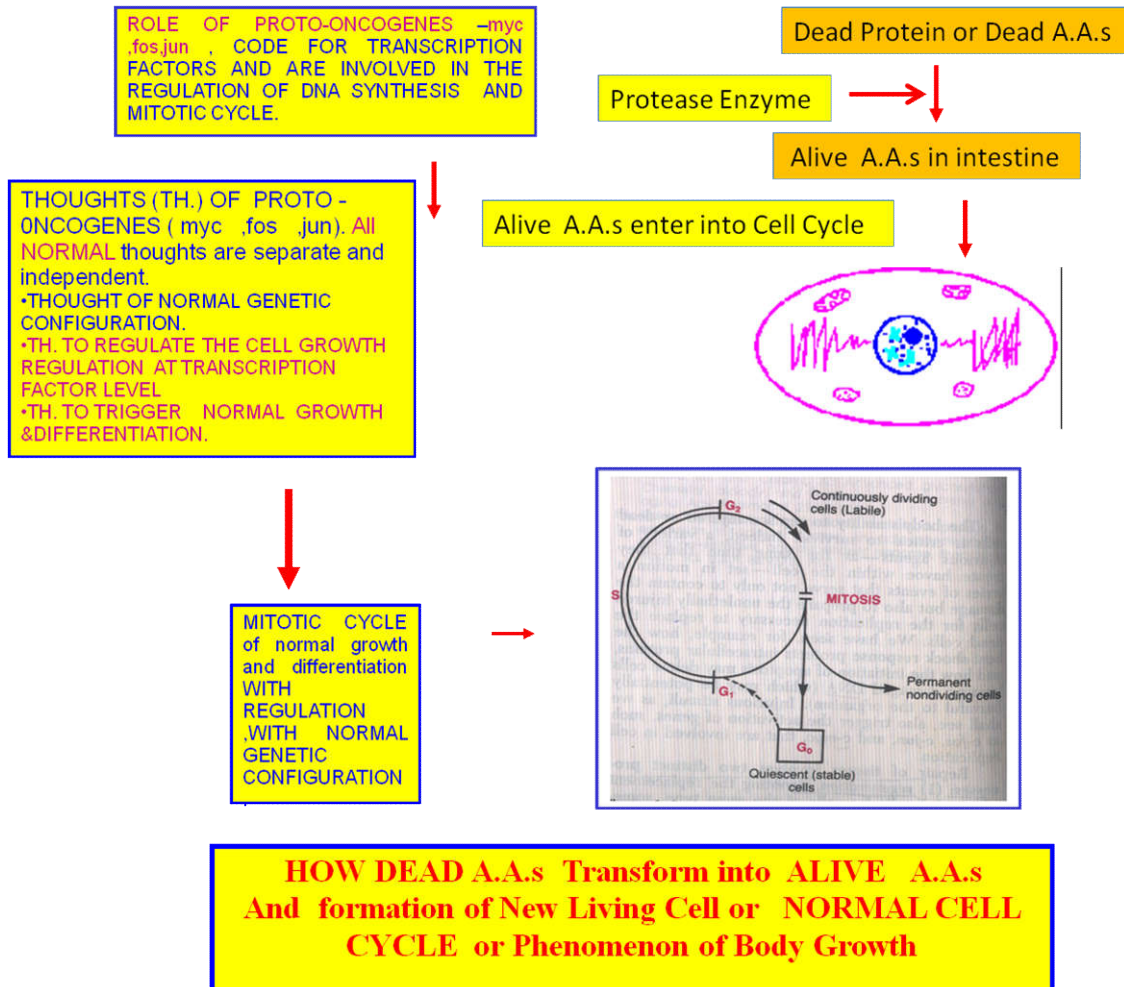 ROLE OF PROTO-ONCOGENES –myc
,fos,jun , CODE FOR TRANSCRIPTION
FACTORS AND ARE INVOLVED IN THE
REGULATION OF DNA SYNTHESIS AND
MITOTIC CYCLE.
Dead Protein or Dead A.A.s
Protease Enzyme
Alive A.A.s in intestine
THOUGHTS (TH.) OF PROTO -
0NCOGENES ( myc ,fos ,jun). All
NORMAL thoughts are separate and
independent.
•THOUGHT OF NORMAL GENETIC
CONFIGURATION.
•TH. TO REGULATE THE CELL GROWTH
REGULATION AT TRANSCRIPTION
FACTOR LEVEL
•TH. TO TRIGGER NORMAL GROWTH
&DIFFERENTIATION.
Alive A.A.s enter into Cell Cycle
MITOTIC CYCLE
of normal growth
and differentiation
WITH
REGULATION
,WITH NORMAL
GENETIC
CONFIGURATION
.
G2
Continuously dividing
cells (Labile)
S
MITOSIS
G1
Permanent
nondividing cells
G0
Quiescent (stable)
cells
HOW DEAD A.A.s Transform into ALIVE A.A.s
And formation of New Living Cell or NORMAL CELL
CYCLE or Phenomenon of Body Growth